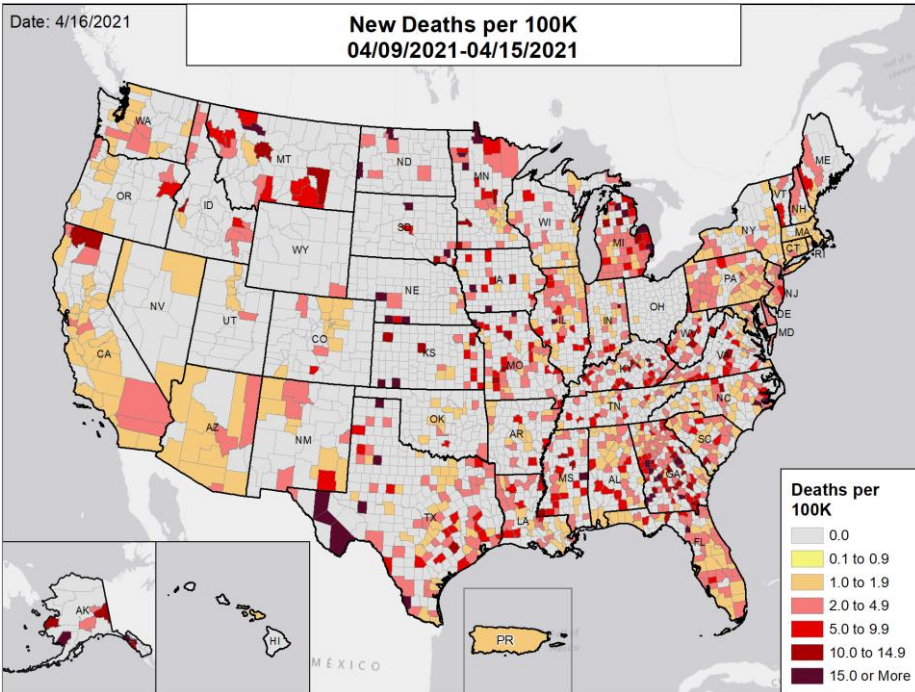 Date: 4/16/2021
New Deaths per 100K
04/09/2021-04/15/2021
WA
MT
ND
MN
ME
OR
ID
SD
WI
MI
VT
NH
NY
MA
CT
RI
WY
IA
NE
PA
NJ
NV
UT
CO
IL
IN
OH
DE
MD
WV
VA
CA
KS
MO
KY
AZ
NM
OK
AR
TN
NC
SC
MS
AL
GA
TX
LA
FL
AK
HI
PR
MÉXICO
Deaths per
100K
0.0
0.1 to 0.9
1.0 to 1.9
2.0 to 4.9
5.0 to 9.9
10.0 to 14.9
15.0 or More